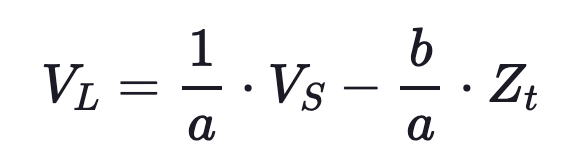 $V_L = \frac{1}{a} \cdot V_S - \frac{b}{a} \cdot Z_t$